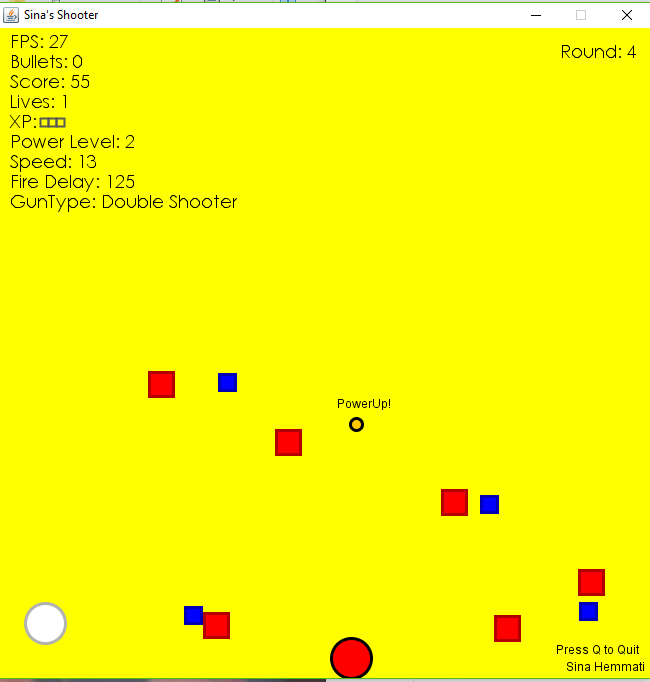 Sina's Shooter
FPS: 27
Bullets: 0
Score: 55
Lives: 1
XP:
Power Level: 2
Speed: 13
Fire Delay: 125
GunType: Double Shooter
Round: 4
PowerUp!
Press Q to Quit
Sina Hemmati